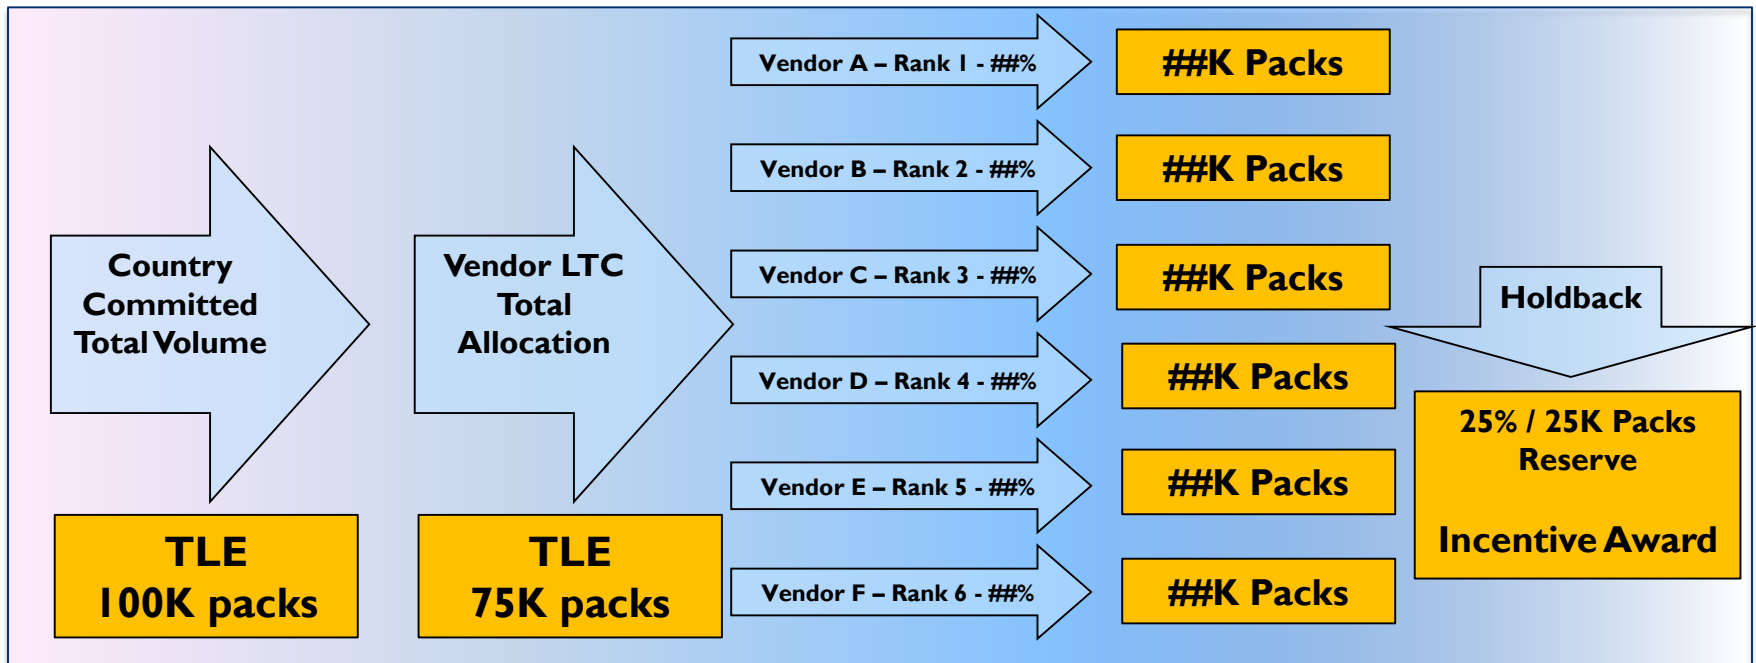 Country
Committed
Total Volume
TLE
100K packs
Vendor LTC
Total
Allocation
TLE
75K packs
Vendor A – Rank 1 - ##%
##K Packs
Vendor B – Rank 2 - ##%
##K Packs
Vendor C – Rank 3 - ##%
##K Packs
Vendor D – Rank 4 - ##%
##K Packs
Vendor E – Rank 5 - ##%
##K Packs
Vendor F – Rank 6 - ##%
##K Packs
Holdback
25% / 25K Packs
Reserve
Incentive Award